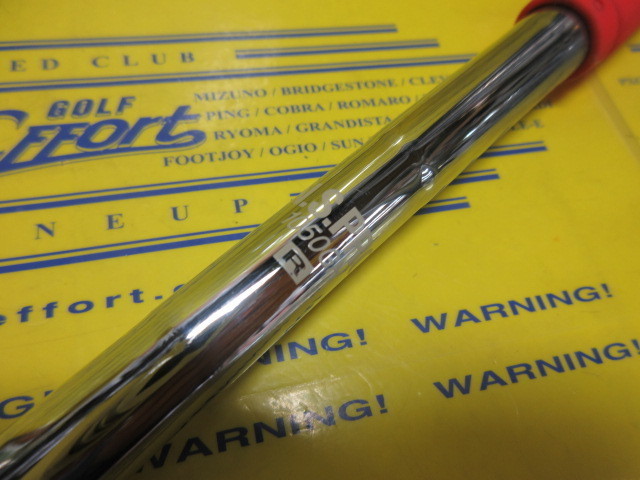 ED CLUB
GOLF
Effort
MIZUNO / BRIDGESTONE / CLE
PING / COBRA / ROMARO /
RYOMA / GRANDISTA
FOOTJOY / OGIO / SUN
E-E
NEUP
effort.
WARNING!
WARNING!
WARNING!
WARNING!
R